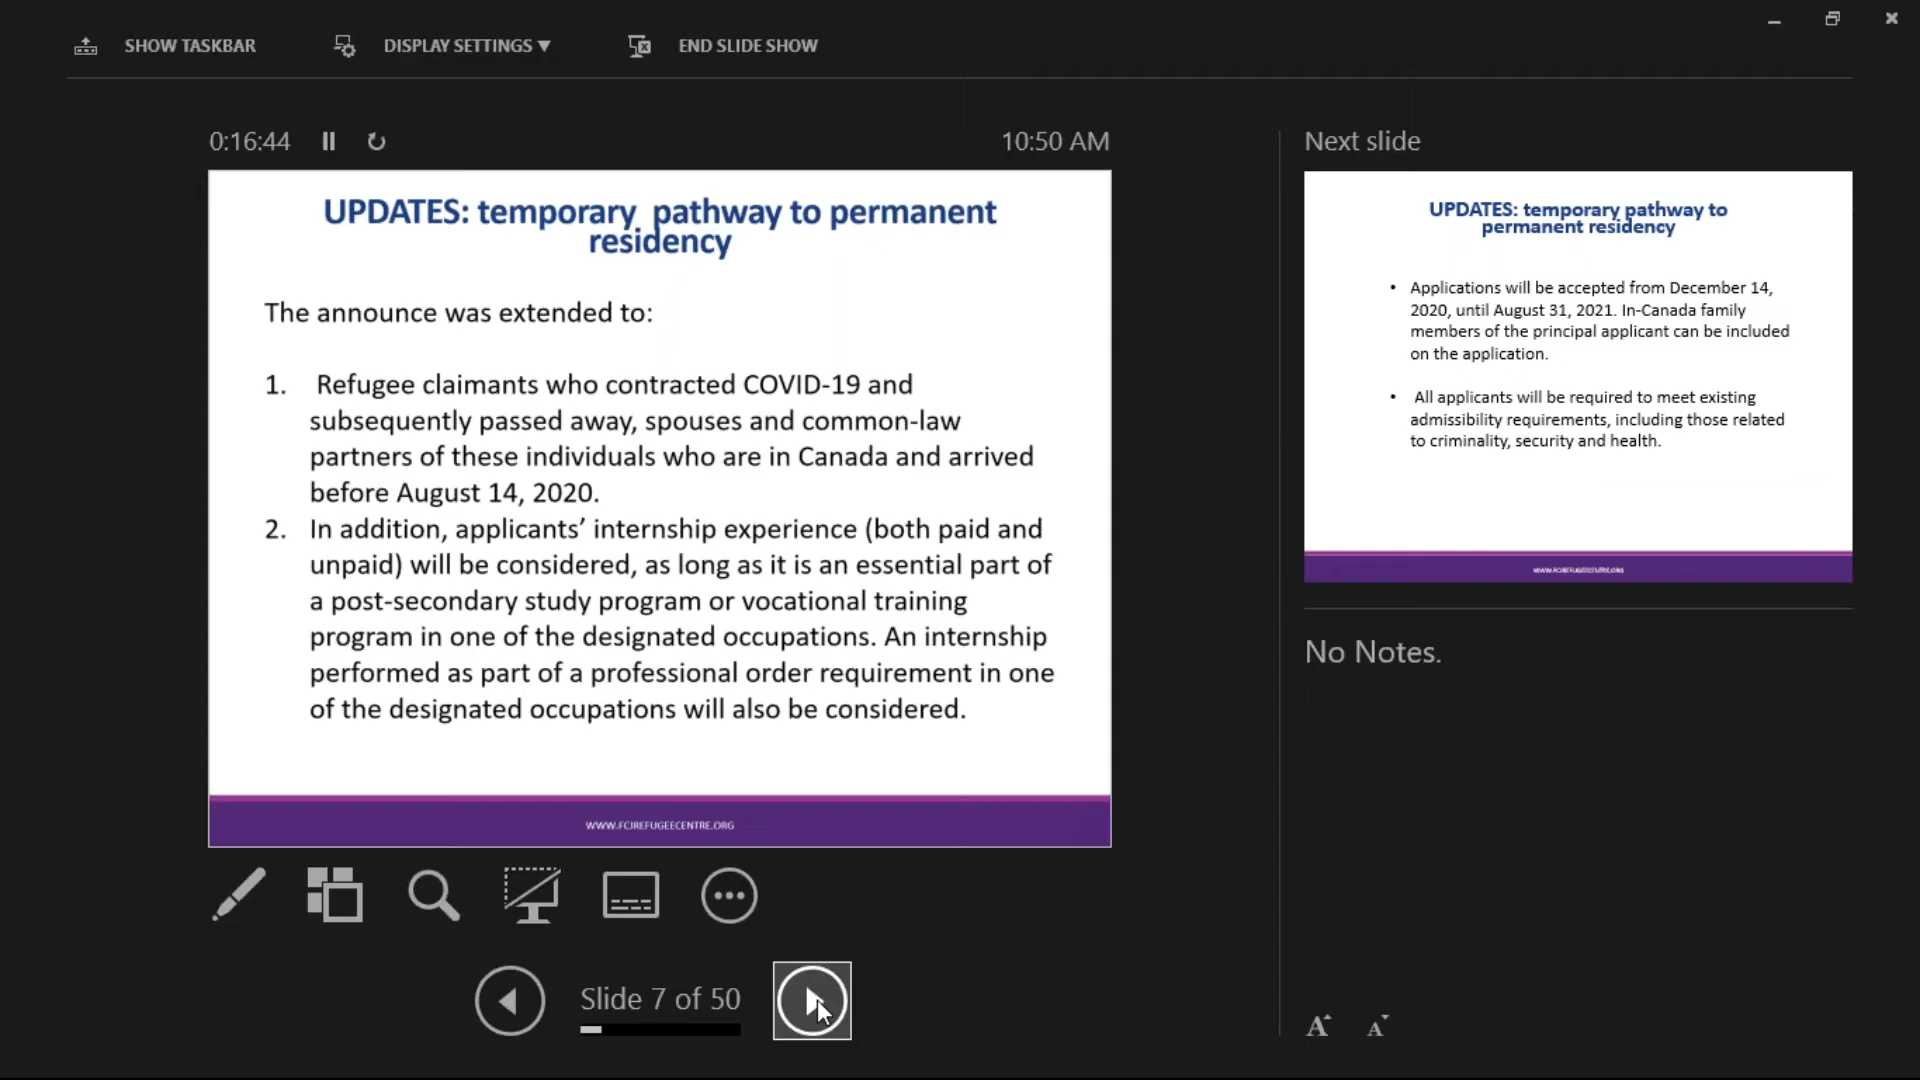 SHOW TASKBAR
DISPLAY SETTINGS ▼
END SLIDE SHOW
0:16:44
10:50 AM
UPDATES: temporary pathway to permanent
residency
The announce was extended to:
1. Refugee claimants who contracted COVID-19 and
subsequently passed away, spouses and common-law
partners of these individuals who are in Canada and arrived
before August 14, 2020.
2. In addition, applicants’ internship experience (both paid and
unpaid) will be considered, as long as it is an essential part of
a post-secondary study program or vocational training
program in one of the designated occupations. An internship
performed as part of a professional order requirement in one
of the designated occupations will also be considered.
WWW.FCJREFUGEECENTRE.ORG
Slide 7 of 50
Next slide
UPDATES: temporary pathway to
permanent residency
• Applications will be accepted from December 14,
2020, until August 31, 2021. In-Canada family
members of the principal applicant can be included
on the application.
• All applicants will be required to meet existing
admissibility requirements, including those related
to criminality, security and health.
WWW.FCJREFUGEECENTRE.ORG
No Notes.
A A